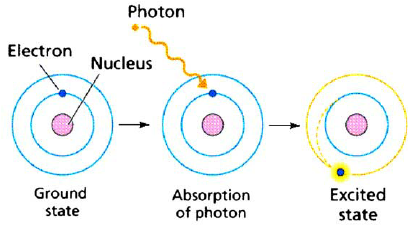 Photon
Electron
Nucleus
Ground
state
Absorption
of photon
Excited
state